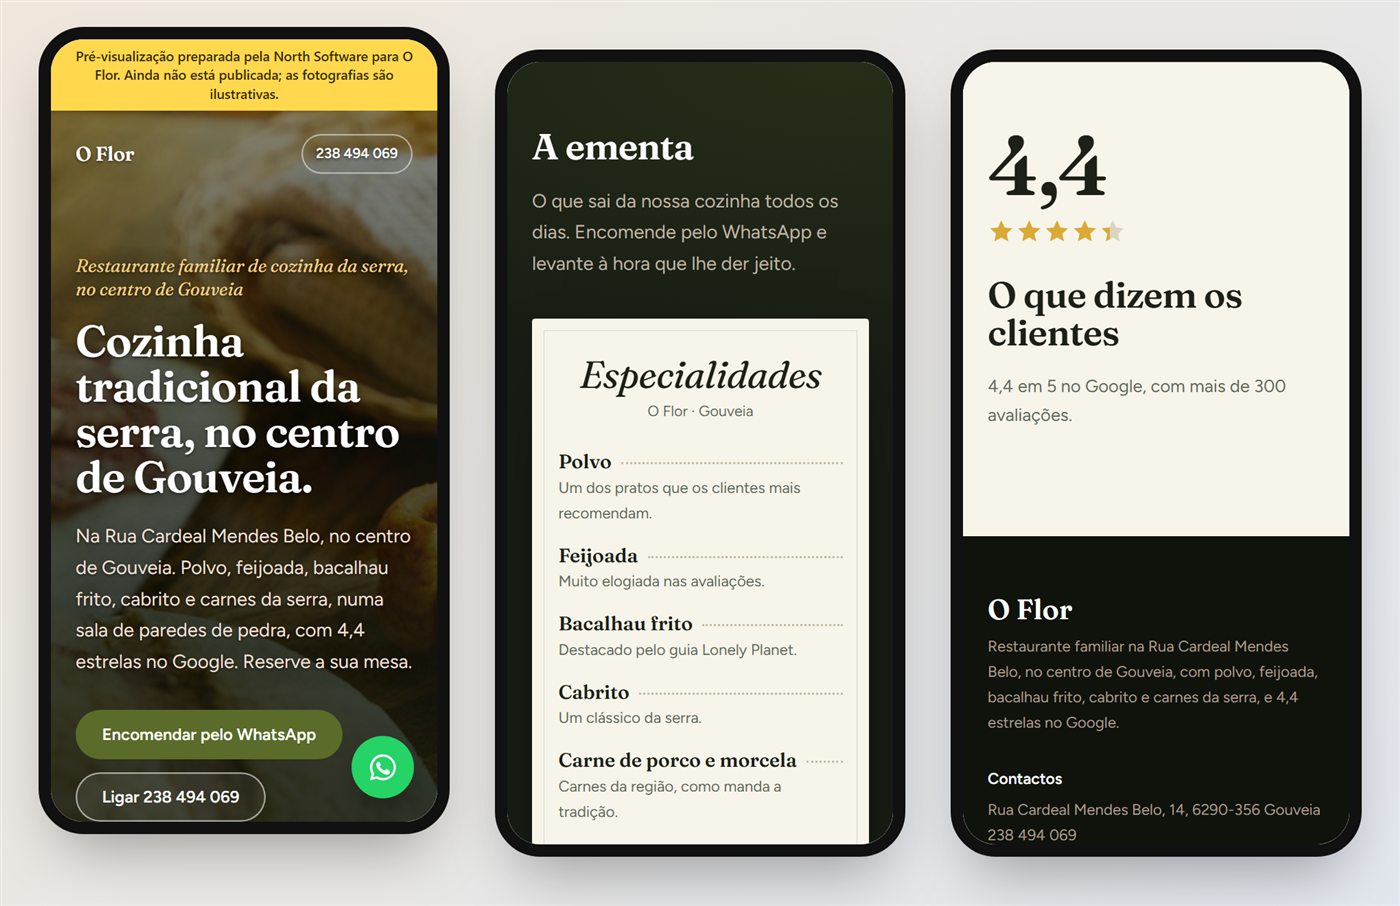 Pré-visualização preparada pela North Software para O
Flor. Ainda não está publicada; as fotografias são
ilustrativas.
O Flor
238 494 069
Restaurante familiar de cozinha da serra,
no centro de Gouveia
Cozinha
tradicional da
serra, no centro
de Gouveia.
Na Rua Cardeal Mendes Belo, no centro
de Gouveia. Polvo, feijoada, bacalhau
frito, cabrito e carnes da serra, numa
sala de paredes de pedra, com 4,4
estrelas no Google. Reserve a sua mesa.
Encomendar pelo WhatsApp
Ligar 238 494 069
A ementa
O que sai da nossa cozinha todos os
dias. Encomende pelo WhatsApp e
levante à hora que lhe der jeito.
Especialidades
O Flor · Gouveia
Polvo
Um dos pratos que os clientes mais
recomendam.
Feijoada
Muito elogiada nas avaliações.
Bacalhau frito
Destacado pelo guia Lonely Planet.
Cabrito
Um clássico da serra.
Carne de porco e morcela
Carnes da região, como manda a
tradição.
4,4
O que dizem os
clientes
4,4 em 5 no Google, com mais de 300
avaliações.
O Flor
Restaurante familiar na Rua Cardeal Mendes
Belo, no centro de Gouveia, com polvo, feijoada,
bacalhau frito, cabrito e carnes da serra, e 4,4
estrelas no Google.
Contactos
Rua Cardeal Mendes Belo, 14, 6290-356 Gouveia
238 494 069